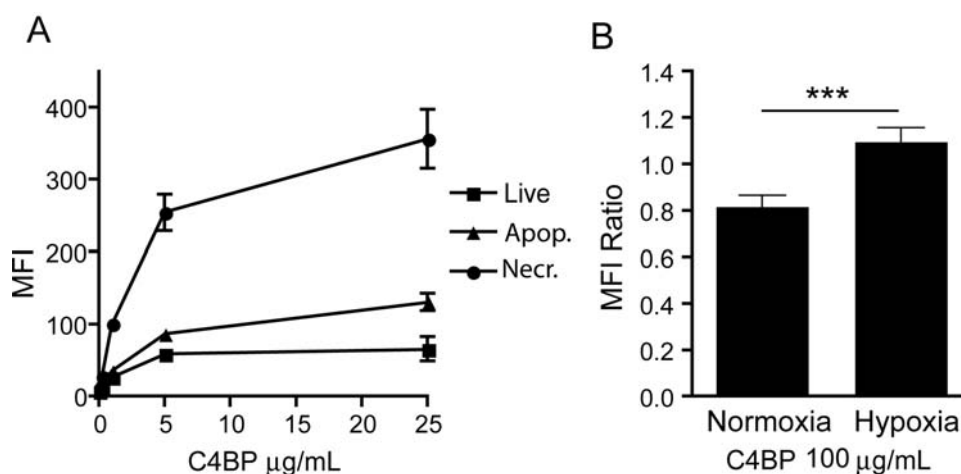 A
MFI
400
300
200
100
0
0 5 10 15 20 25
C4BP µg/mL
Live
Apop.
Necr.
B
MFI Ratio
1.4
1.2
1.0
0.8
0.6
0.4
0.2
0.0
***
Normoxia Hypoxia
C4BP 100 µg/mL